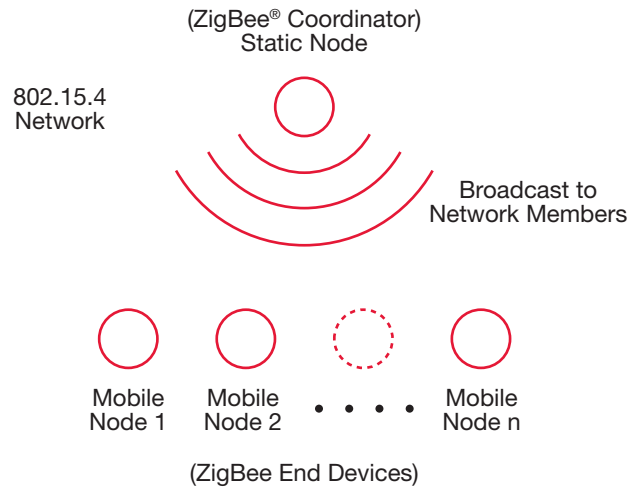 (ZigBee® Coordinator)
Static Node
802.15.4
Network
Broadcast to
Network Members
Mobile
Node 1
Mobile
Node 2
Mobile
Node n
(ZigBee End Devices)